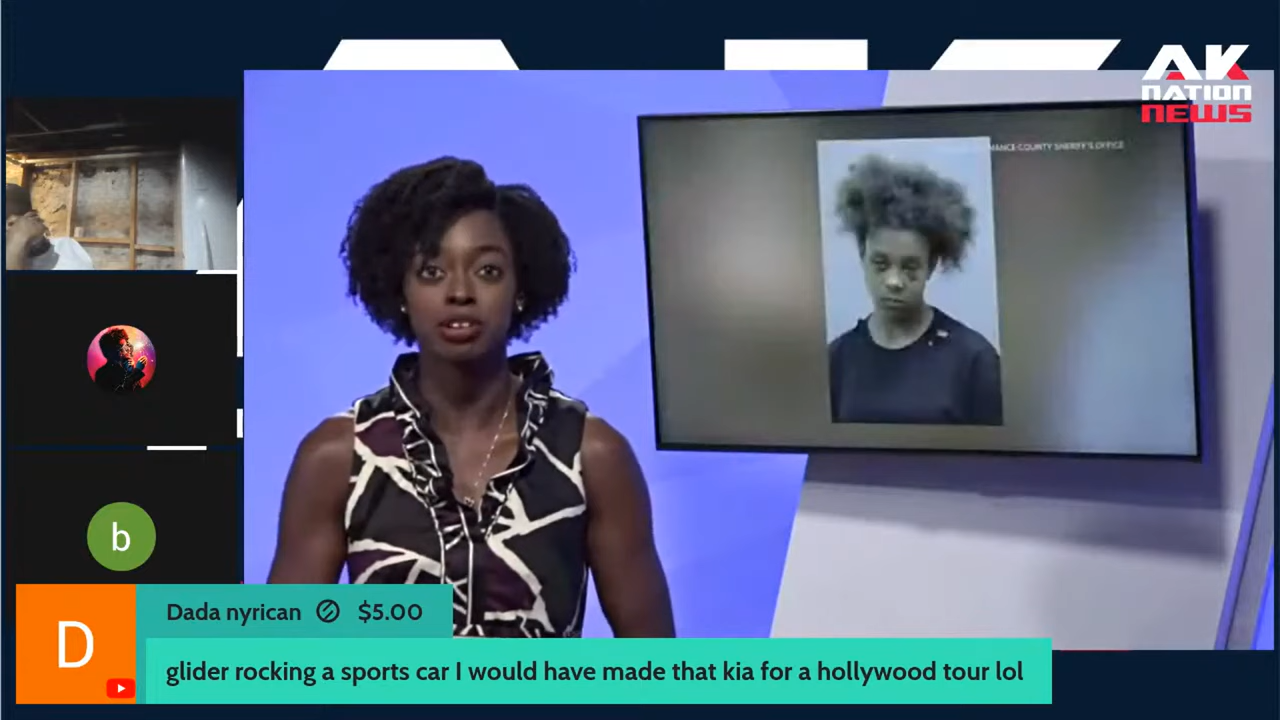 AK
NATION
NEWS
COUNTY SHERIFF'S OFFICE
b
D
Dada nyrican $5.00
glider rocking a sports car I would have made that kia for a hollywood tour lol